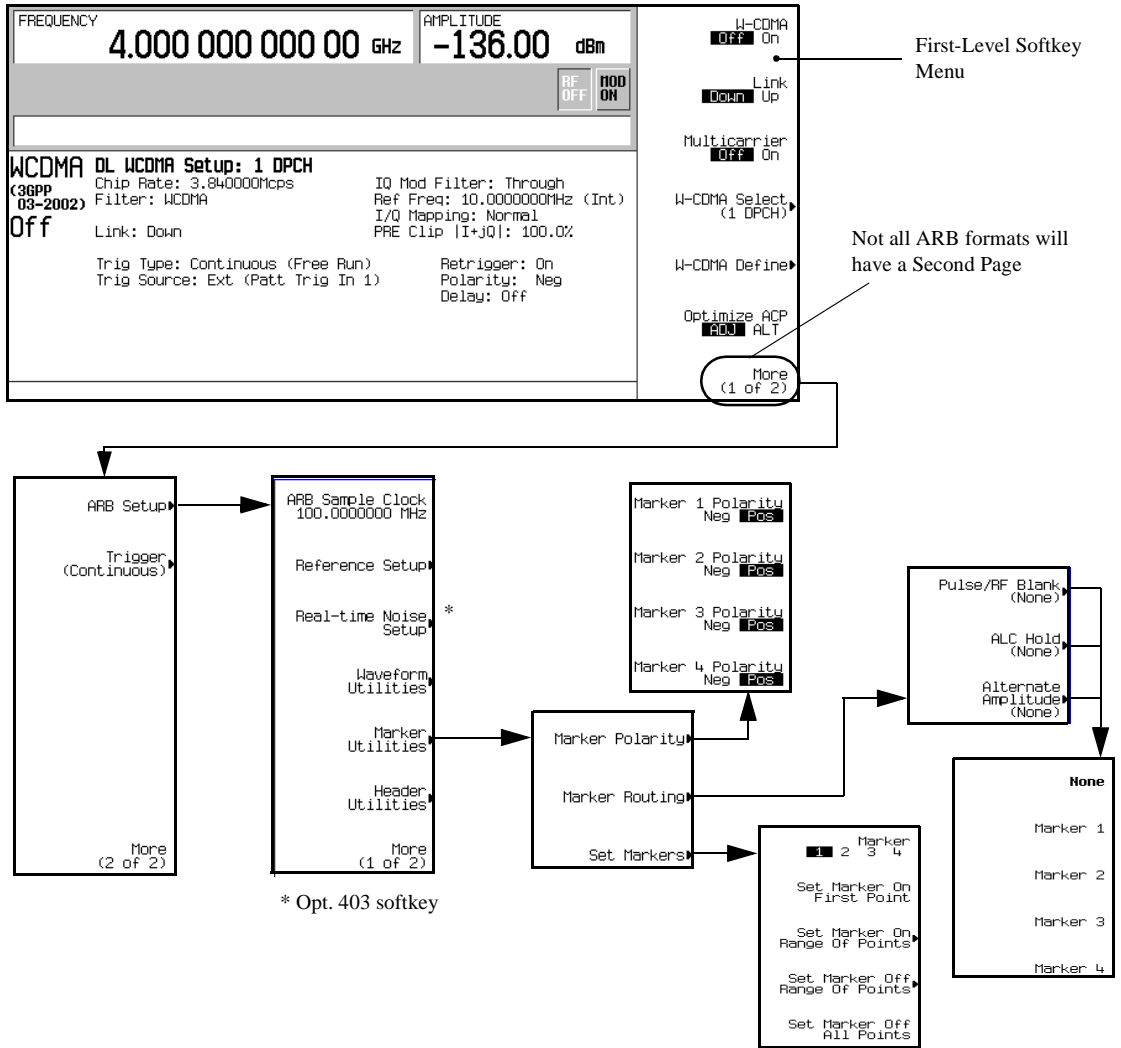 FREQUENCY
4.000 000 000 00 GHz
AMPLITUDE
-136.00 dBm
RF OFF
MOD ON
WCDMA
(3GPP
03-2002)
Off
DL WCDMA Setup: 1 DPCH
Chip Rate: 3.840000Mcps
Filter: WCDMA
Link: Down
IQ Mod Filter: Through
Ref Freq: 10.0000000MHz (Int)
I/Q Mapping: Normal
PRE Clip |I+jQ|: 100.0%
Trig Type: Continuous (Free Run)
Trig Source: Ext (Patt Trig In 1)
Retrigger: On
Polarity: Neg
Delay: Off
W-CDMA
Off On
Link
Down Up
Multicarrier
Off On
W-CDMA Select
(1 DPCH)
W-CDMA Define
Optimize ACP
ADJ ALT
More
(1 of 2)
First-Level Softkey
Menu
Not all ARB formats will
have a Second Page
ARB Setup
Trigger
(Continuous)
More
(2 of 2)
ARB Sample Clock
100.0000000 MHz
Reference Setup
Real-time Noise
Setup
*
Waveform
Utilities
Marker
Utilities
Header
Utilities
More
(1 of 2)
* Opt. 403 softkey
Marker Polarity
Marker Routing
Set Markers
Marker 1 Polarity
Neg Pos
Marker 2 Polarity
Neg Pos
Marker 3 Polarity
Neg Pos
Marker 4 Polarity
Neg Pos
Marker
1 2 3 4
Set Marker On
First Point
Set Marker On
Range Of Points
Set Marker Off
Range Of Points
Set Marker Off
All Points
Pulse/RF Blank
(None)
ALC Hold
(None)
Alternate
Amplitude
(None)
None
Marker 1
Marker 2
Marker 3
Marker 4